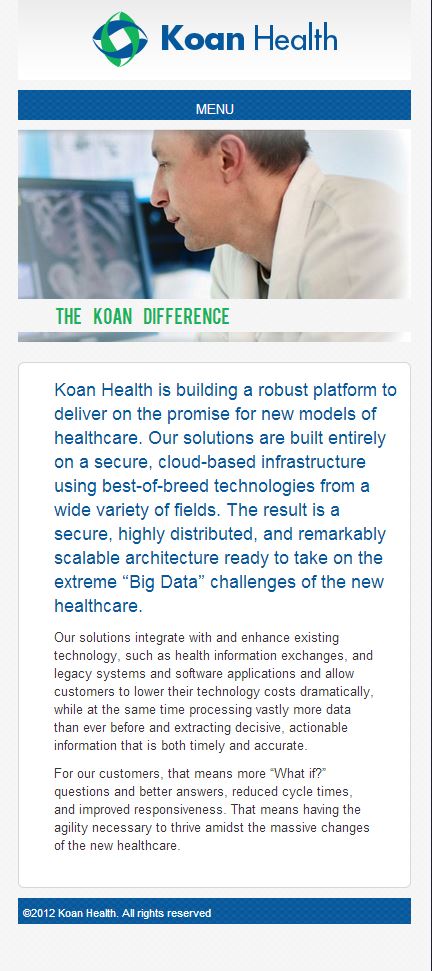 Koan Health
MENU
THE KOAN DIFFERENCE
Koan Health is building a robust platform to
deliver on the promise for new models of
healthcare. Our solutions are built entirely
on a secure, cloud-based infrastructure
using best-of-breed technologies from a
wide variety of fields. The result is a
secure, highly distributed, and remarkably
scalable architecture ready to take on the
extreme “Big Data” challenges of the new
healthcare.
Our solutions integrate with and enhance existing
technology, such as health information exchanges, and
legacy systems and software applications and allow
customers to lower their technology costs dramatically,
while at the same time processing vastly more data
than ever before and extracting decisive, actionable
information that is both timely and accurate.
For our customers, that means more “What if?”
questions and better answers, reduced cycle times,
and improved responsiveness. That means having the
agility necessary to thrive amidst the massive changes
of the new healthcare.
©2012 Koan Health. All rights reserved